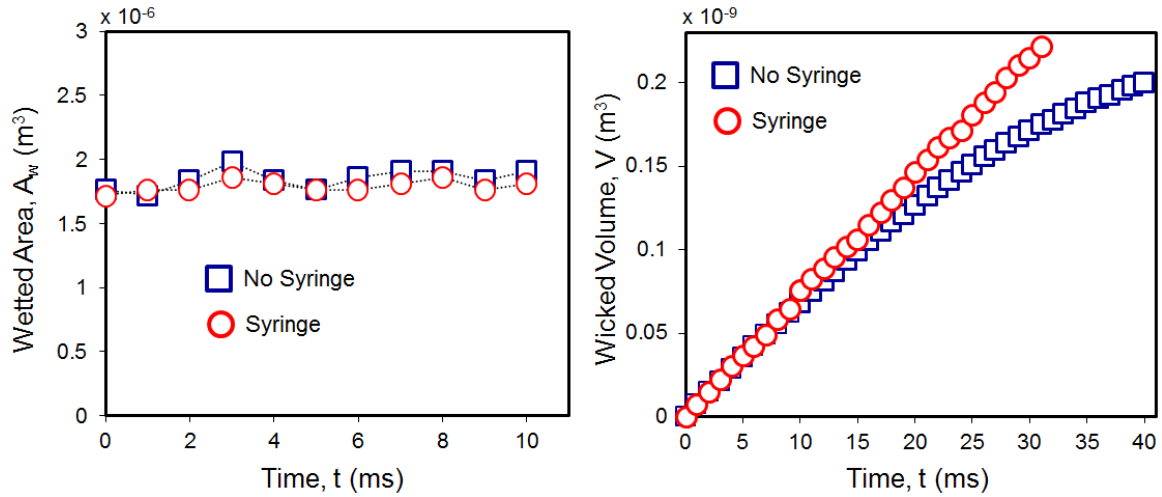 x 10⁻⁶
3
2.5
2
1.5
1
0.5
0
Wetted Area, A_w (m³)
No Syringe
Syringe
0 2 4 6 8 10
Time, t (ms)
x 10⁻⁹
0.2
0.15
0.1
0.05
0
Wicked Volume, V (m³)
No Syringe
Syringe
0 5 10 15 20 25 30 35 40
Time, t (ms)